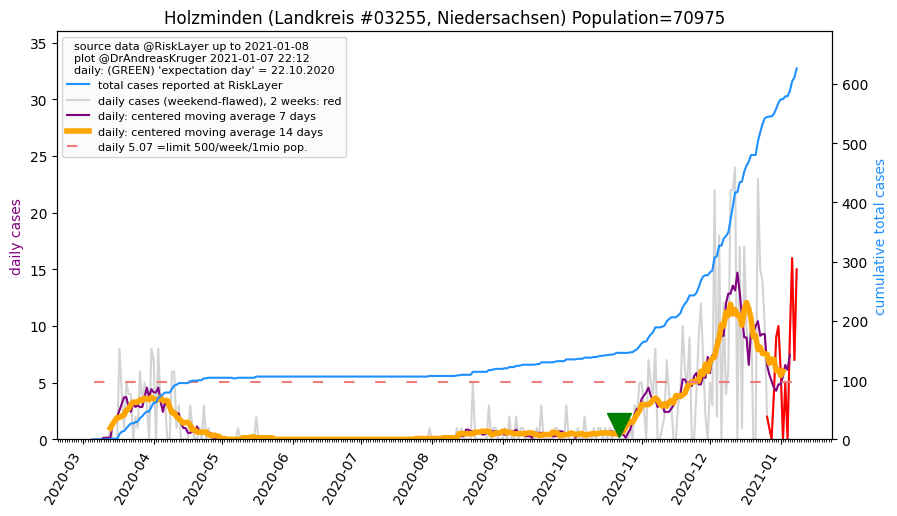 Holzminden (Landkreis #03255, Niedersachsen) Population=70975
source data @RiskLayer up to 2021-01-08
plot @DrAndreasKruger 2021-01-07 22:12
daily: (GREEN) 'expectation day' = 22.10.2020
total cases reported at RiskLayer
daily cases (weekend-flawed), 2 weeks: red
daily: centered moving average 7 days
daily: centered moving average 14 days
daily 5.07 =limit 500/week/1mio pop.
daily cases
35
30
25
20
15
10
5
0
cumulative total cases
600
500
400
300
200
100
0
2020-03
2020-04
2020-05
2020-06
2020-07
2020-08
2020-09
2020-10
2020-11
2020-12
2021-01